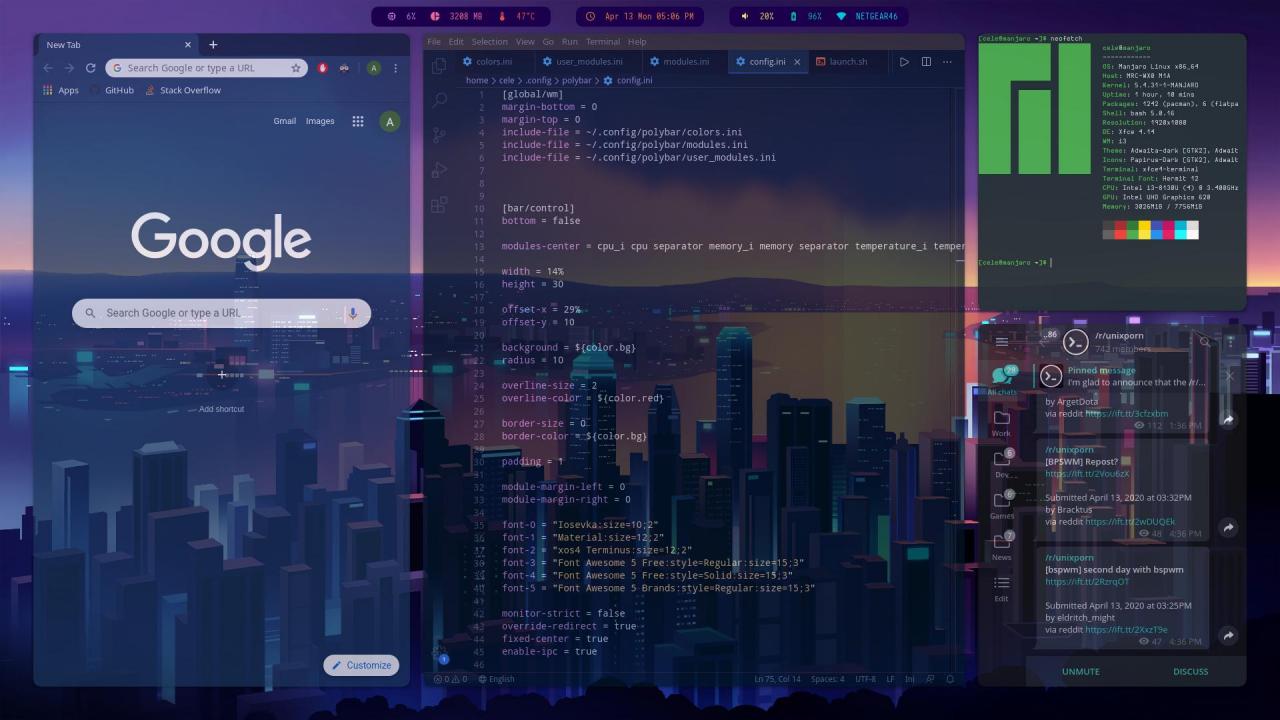 6%
3208 MB
47°C
Apr 13 Mon 05:06 PM
20%
96%
NETGEAR46
New Tab
Search Google or type a URL
A
Apps
GitHub
Stack Overflow
Gmail
Images
A
Google
Search Google or type a URL
Add shortcut
Customize
File Edit Selection View Go Run Terminal Help
colors.ini
user_modules.ini
modules.ini
config.ini
launch.sh
home > cele > .config > polybar > config.ini
1 [global/wm]
2 margin-bottom = 0
3 margin-top = 0
4 include-file = ~/.config/polybar/colors.ini
5 include-file = ~/.config/polybar/modules.ini
6 include-file = ~/.config/polybar/user_modules.ini
7
8
9
10 [bar/control]
11 bottom = false
12
13 modules-center = cpu_i cpu separator memory_i memory separator temperature_i temper
14
15 width = 14%
16 height = 30
17
18 offset-x = 29%
19 offset-y = 10
20
21 background = ${color.bg}
22 radius = 10
23
24 overline-size = 2
25 overline-color = ${color.red}
26
27 border-size = 0
28 border-color = ${color.bg}
29
30 padding = 1
31
32 module-margin-left = 0
33 module-margin-right = 0
34
35 font-0 = "Iosevka:size=10;2"
36 font-1 = "Material:size=12;2"
37 font-2 = "xos4 Terminus:size=12;2"
38 font-3 = "Font Awesome 5 Free:style=Regular:size=15;3"
39 font-4 = "Font Awesome 5 Free:style=Solid:size=15;3"
40 font-5 = "Font Awesome 5 Brands:style=Regular:size=15;3"
41
42 monitor-strict = false
43 override-redirect = true
44 fixed-center = true
45 enable-ipc = true
46
1
0 0
English
Ln 75, Col 14
Spaces: 4
UTF-8
LF
Ini
[cele@manjaro ~]$ neofetch
cele@manjaro
OS: Manjaro Linux x86_64
Host: MRC-WX0 M1A
Kernel: 5.4.31-1-MANJARO
Uptime: 1 hour, 10 mins
Packages: 1242 (pacman), 6 (flatpa
Shell: bash 5.0.16
Resolution: 1920x1080
DE: Xfce 4.14
WM: i3
Theme: Adwaita-dark [GTK2], Adwait
Icons: Papirus-Dark [GTK2], Adwait
Terminal: xfce4-terminal
Terminal Font: Hermit 12
CPU: Intel i3-8130U (4) @ 3.400GHz
GPU: Intel UHD Graphics 620
Memory: 3026MiB / 7756MiB
[cele@manjaro ~]$
..86
/r/unixporn
742 members
28
All chats
Work
6
Dev
6
Games
7
News
Edit
Pinned message
I'm glad to announce that the /r/...
by ArgetDota
via reddit https://ift.tt/3cfzxbm
112 1:36 PM
/r/unixporn
[BPSWM] Repost?
https://ift.tt/2Vou6zX
Submitted April 13, 2020 at 03:32PM
by Bracktus
via reddit https://ift.tt/2wDUQEk
48 4:36 PM
/r/unixporn
[bspwm] second day with bspwm
https://ift.tt/2RzrqOT
Submitted April 13, 2020 at 03:25PM
by eldritch_might
via reddit https://ift.tt/2XxzT9e
47 4:36 PM
UNMUTE
DISCUSS